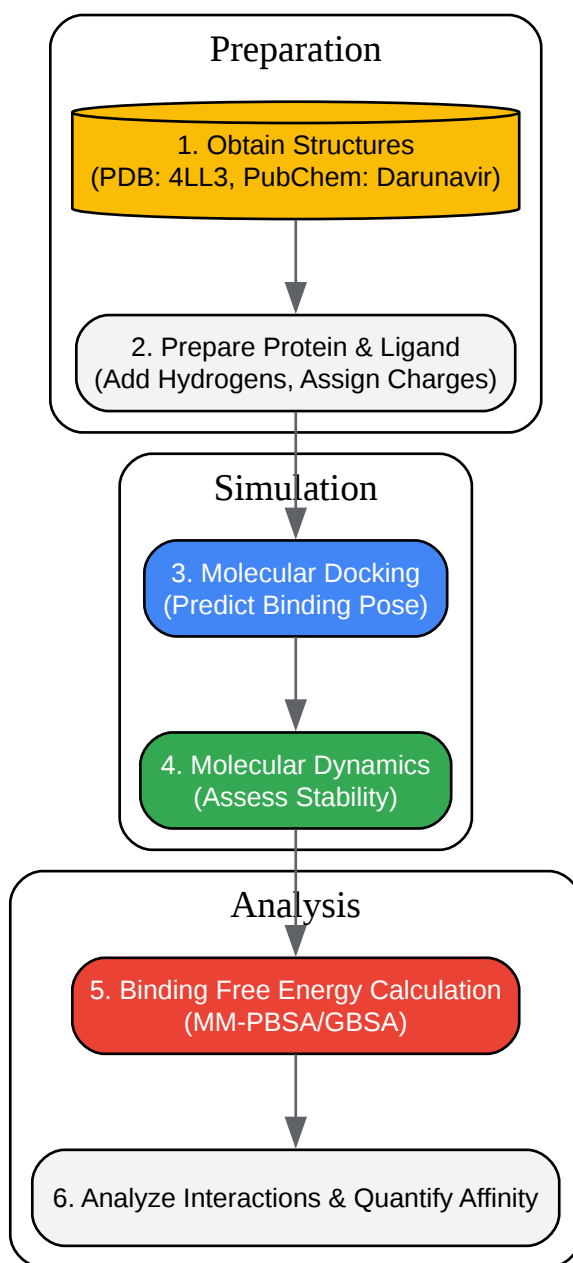 Preparation
1. Obtain Structures
(PDB: 4LL3, PubChem: Darunavir)
2. Prepare Protein & Ligand
(Add Hydrogens, Assign Charges)
Simulation
3. Molecular Docking
(Predict Binding Pose)
4. Molecular Dynamics
(Assess Stability)
Analysis
5. Binding Free Energy Calculation
(MM-PBSA/GBSA)
6. Analyze Interactions & Quantify Affinity